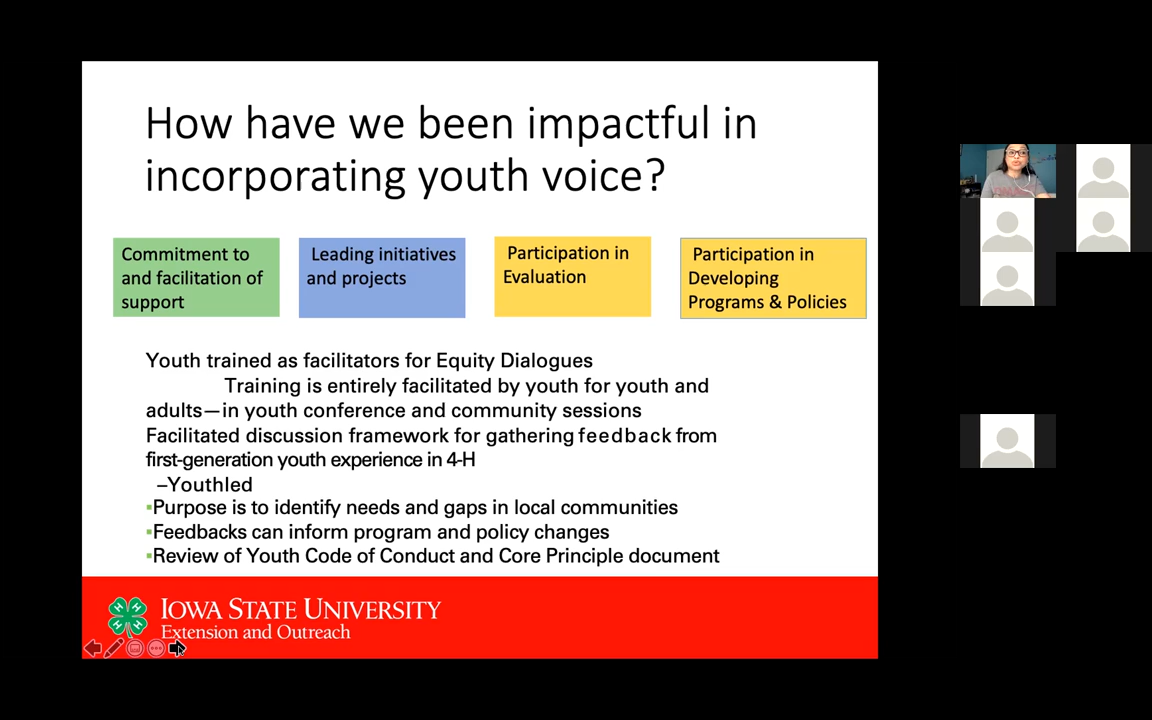 How have we been impactful in
incorporating youth voice?
Commitment to
and facilitation of
support
Leading initiatives
and projects
Participation in
Evaluation
Participation in
Developing
Programs & Policies
Youth trained as facilitators for Equity Dialogues
Training is entirely facilitated by youth for youth and
adults—in youth conference and community sessions
Facilitated discussion framework for gathering feedback from
first-generation youth experience in 4-H
–Youthled
▪Purpose is to identify needs and gaps in local communities
▪Feedbacks can inform program and policy changes
▪Review of Youth Code of Conduct and Core Principle document
H H H H
IOWA STATE UNIVERSITY
Extension and Outreach